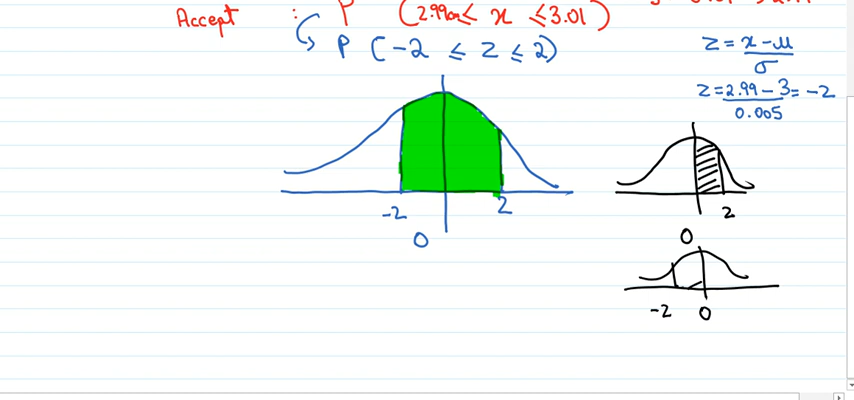 Accept : P (2.99cm ≤ x ≤ 3.01)
P (-2 ≤ z ≤ 2)
z = x - μ
σ
z = 2.99 - 3 = -2
0.005
-2 2
0
2
0
-2 0